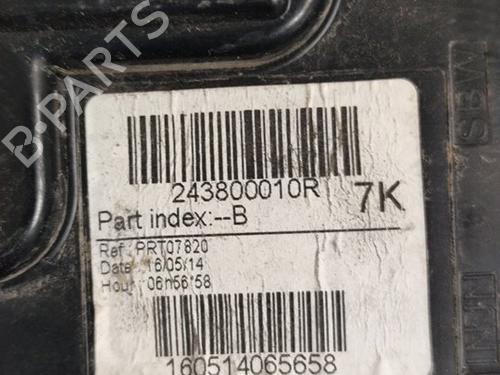 B-PARTS
243800010R
7K
Part index:--B
Ref : PRT07820
Date : 16/05/14
Hour : 06h56'58
160514065658